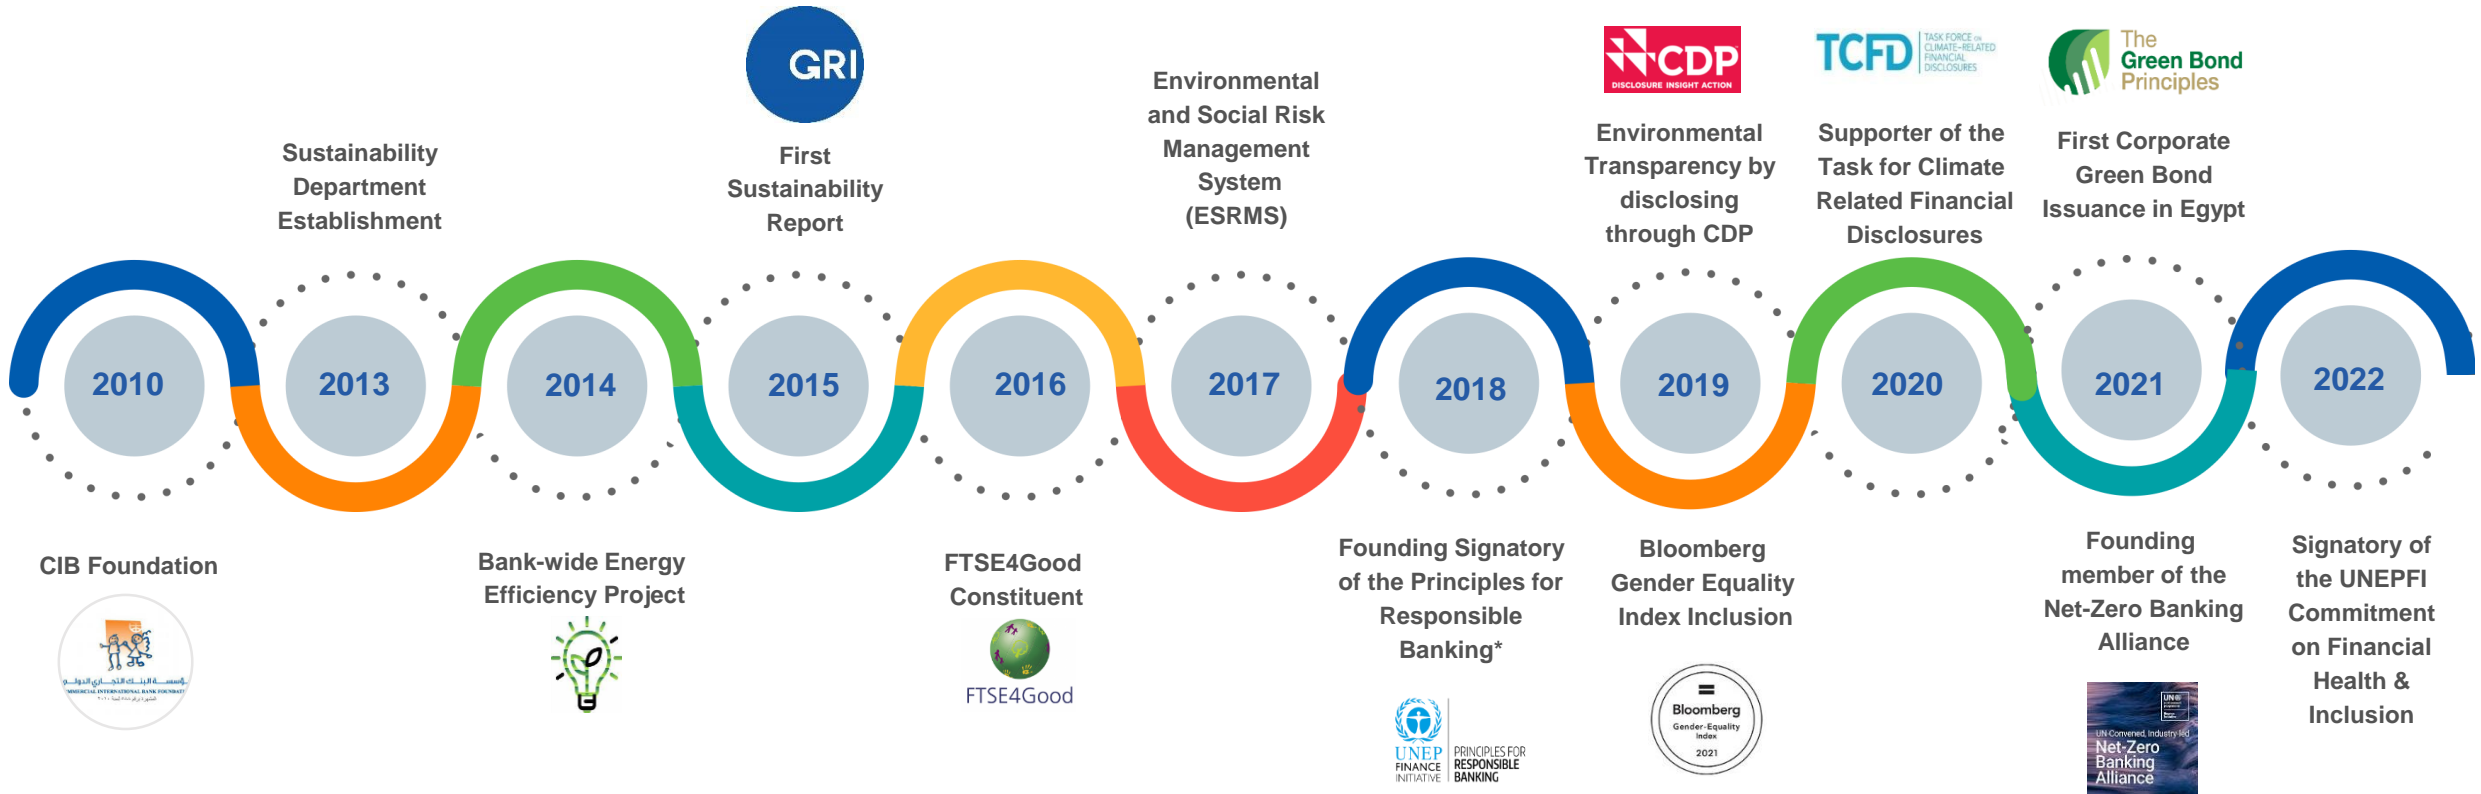 GRI
CDP
DISCLOSURE INSIGHT ACTION
TCFD
TASK FORCE ON
CLIMATE-RELATED
FINANCIAL
DISCLOSURES
The
Green Bond
Principles
Sustainability
Department
Establishment
First
Sustainability
Report
Environmental
and Social Risk
Management
System
(ESRMS)
Environmental
Transparency by
disclosing
through CDP
Supporter of the
Task for Climate
Related Financial
Disclosures
First Corporate
Green Bond
Issuance in Egypt
2010
2013
2014
2015
2016
2017
2018
2019
2020
2021
2022
CIB Foundation
Bank-wide Energy
Efficiency Project
FTSE4Good
Constituent
FTSE4Good
Founding Signatory
of the Principles for
Responsible
Banking*
UNEP
FINANCE
INITIATIVE
PRINCIPLES FOR
RESPONSIBLE
BANKING
Bloomberg
Gender Equality
Index Inclusion
Bloomberg
Gender-Equality
Index
2021
Founding
member of the
Net-Zero Banking
Alliance
UN-Convened, Industry-led
Net-Zero
Banking
Alliance
Signatory of
the UNEPFI
Commitment
on Financial
Health &
Inclusion